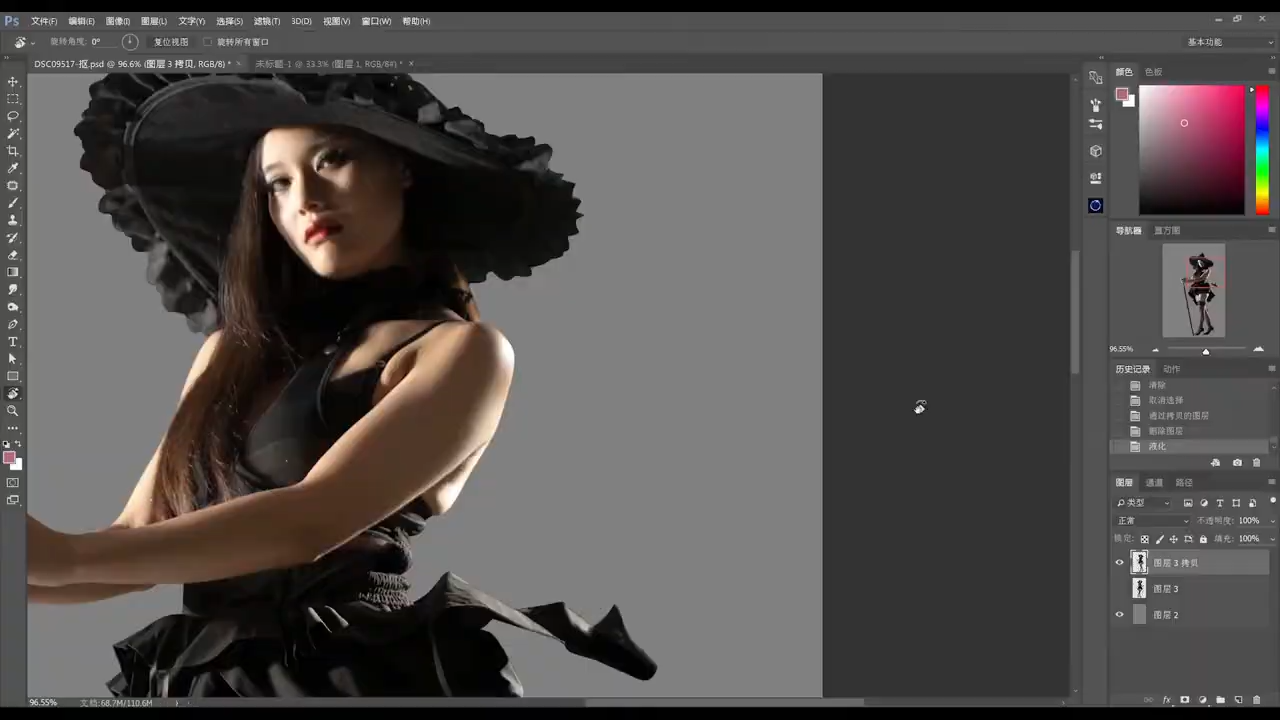 Ps 文件(F) 编辑(E) 图像(I) 图层(L) 文字(Y) 选择(S) 滤镜(T) 3D(D) 视图(V) 窗口(W) 帮助(H)
旋转角度: 0° 复位视图 旋转所有窗口 基本功能
DSC09517-抠.psd @ 96.6% (图层 3 拷贝, RGB/8) * × 未标题-1 @ 33.3% (图层 1, RGB/8#) * ×
颜色 色板
导航器 直方图
96.55%
历史记录 动作
清除
取消选择
通过拷贝的图层
删除图层
液化
图层 通道 路径
类型
正常 不透明度: 100%
锁定: 填充: 100%
图层 3 拷贝
图层 3
图层 2
96.55% 文档:68.7M/110.6M
fx